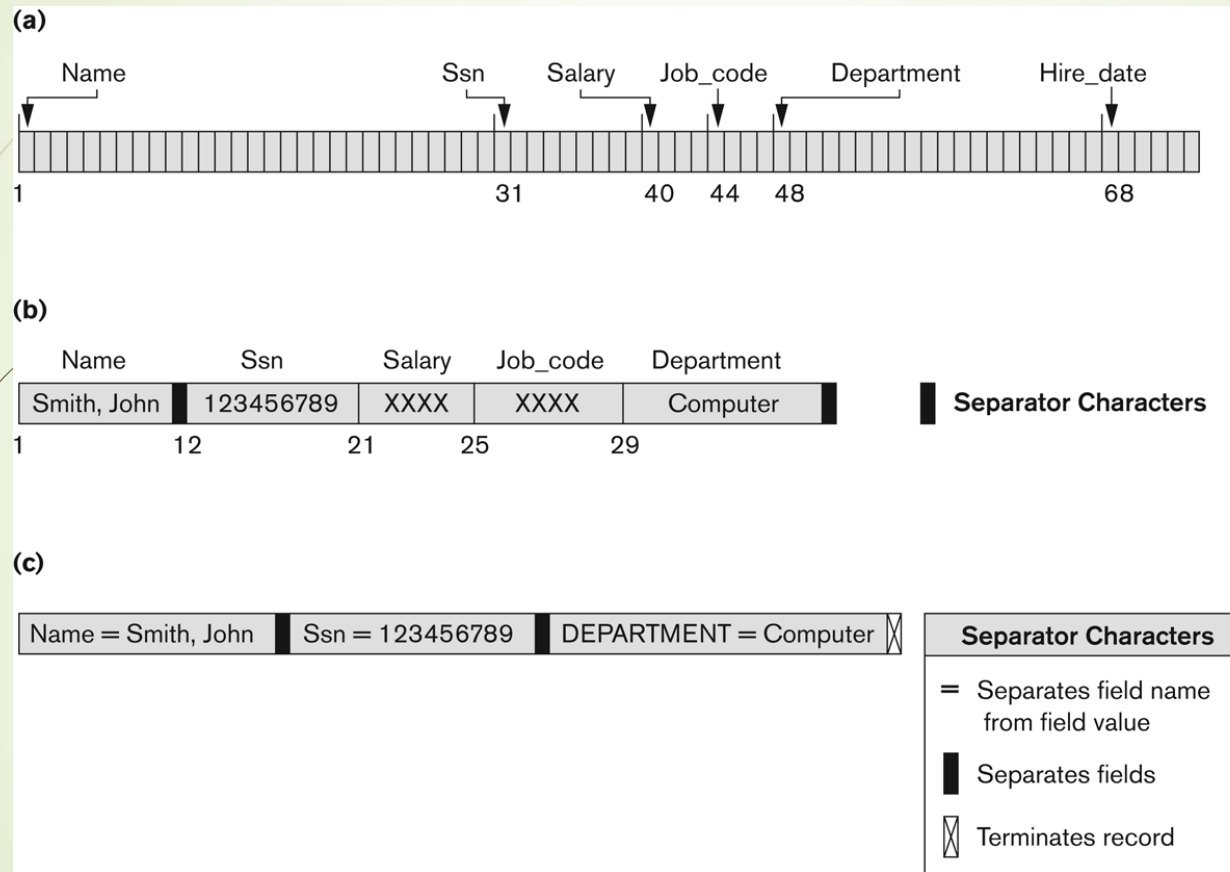 (a)
Name Ssn Salary Job_code Department Hire_date
1 31 40 44 48 68
(b)
Name Ssn Salary Job_code Department
Smith, John 123456789 XXXX XXXX Computer Separator Characters
1 12 21 25 29
(c)
Name = Smith, John Ssn = 123456789 DEPARTMENT = Computer
Separator Characters
= Separates field name
from field value
Separates fields
Terminates record